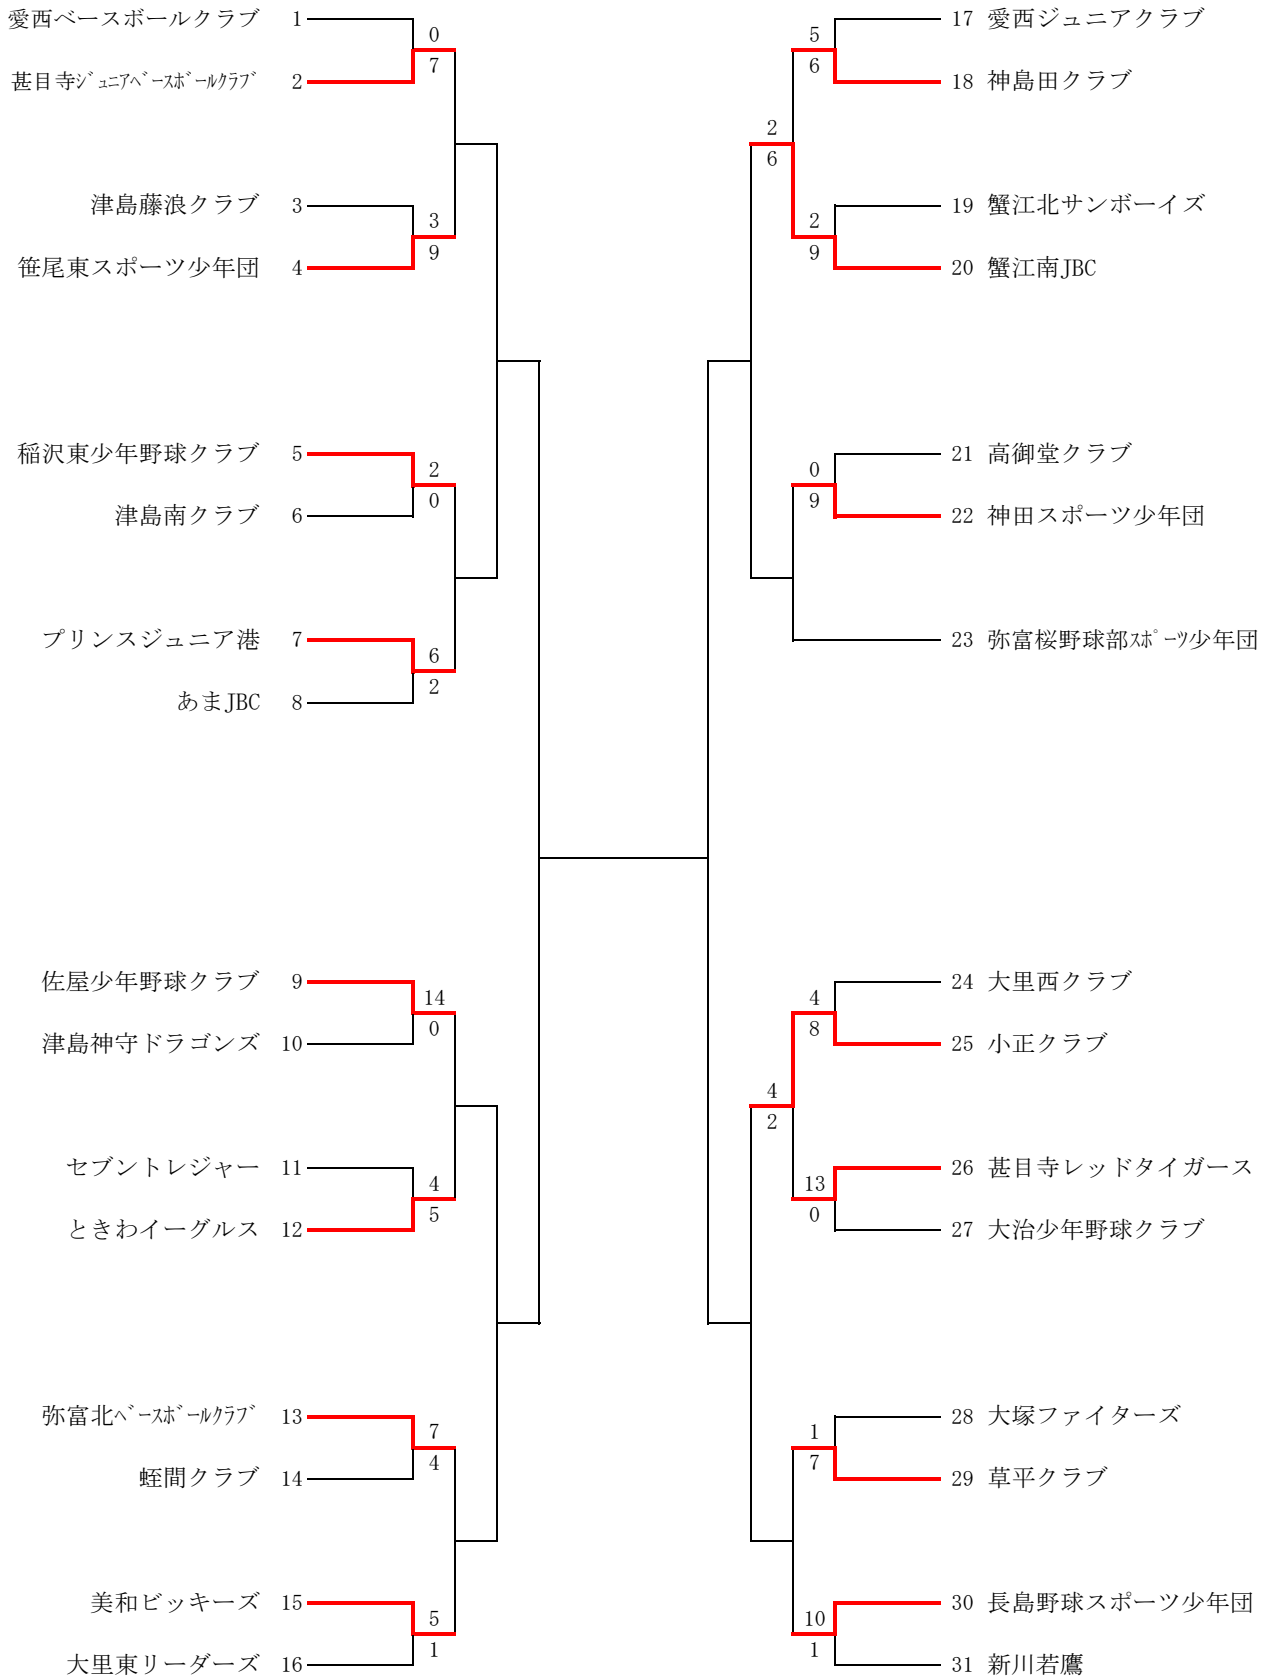 愛西ベースボールクラブ 1
0
7
甚目寺ｼﾞｭﾆｱﾍﾞｰｽﾎﾞｰﾙｸﾗﾌﾞ 2
津島藤浪クラブ 3
3
9
笹尾東スポーツ少年団 4
稲沢東少年野球クラブ 5
2
0
津島南クラブ 6
プリンスジュニア港 7
6
2
あまJBC 8
佐屋少年野球クラブ 9
14
0
津島神守ドラゴンズ 10
セブントレジャー 11
4
5
ときわイーグルス 12
弥富北ﾍﾞｰｽﾎﾞｰﾙｸﾗﾌﾞ 13
7
4
蛭間クラブ 14
美和ビッキーズ 15
5
1
大里東リーダーズ 16
17 愛西ジュニアクラブ
5
6
18 神島田クラブ
2
6
19 蟹江北サンボーイズ
2
9
20 蟹江南JBC
21 高御堂クラブ
0
9
22 神田スポーツ少年団
23 弥富桜野球部ｽﾎﾟｰﾂ少年団
24 大里西クラブ
4
8
25 小正クラブ
4
2
26 甚目寺レッドタイガース
13
0
27 大治少年野球クラブ
28 大塚ファイターズ
1
7
29 草平クラブ
30 長島野球スポーツ少年団
10
1
31 新川若鷹